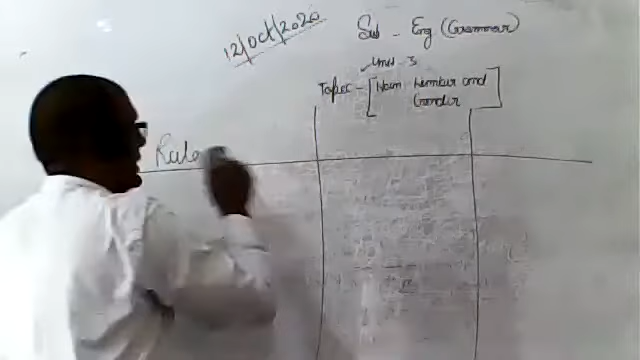 12/Oct/2020
Sub - Eng (Grammar)
Unit - 3
Topic - [Noun Number and
Gender]
Rule